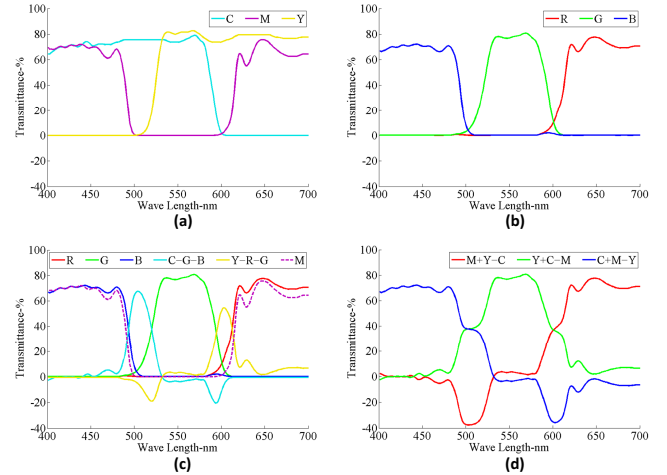 C M Y
Transmittance-%
80
60
40
20
0
-20
-40
400 450 500 550 600 650 700
Wave Length-nm
(a)
R G B
Transmittance-%
80
60
40
20
0
-20
-40
400 450 500 550 600 650 700
Wave Length-nm
(b)
R G B C−G−B Y−R−G M
Transmittance-%
100
80
60
40
20
0
-20
-40
400 450 500 550 600 650 700
Wave Length-nm
(c)
M+Y−C Y+C−M C+M−Y
Transmittance-%
100
80
60
40
20
0
-20
-40
400 450 500 550 600 650 700
Wave Length-nm
(d)